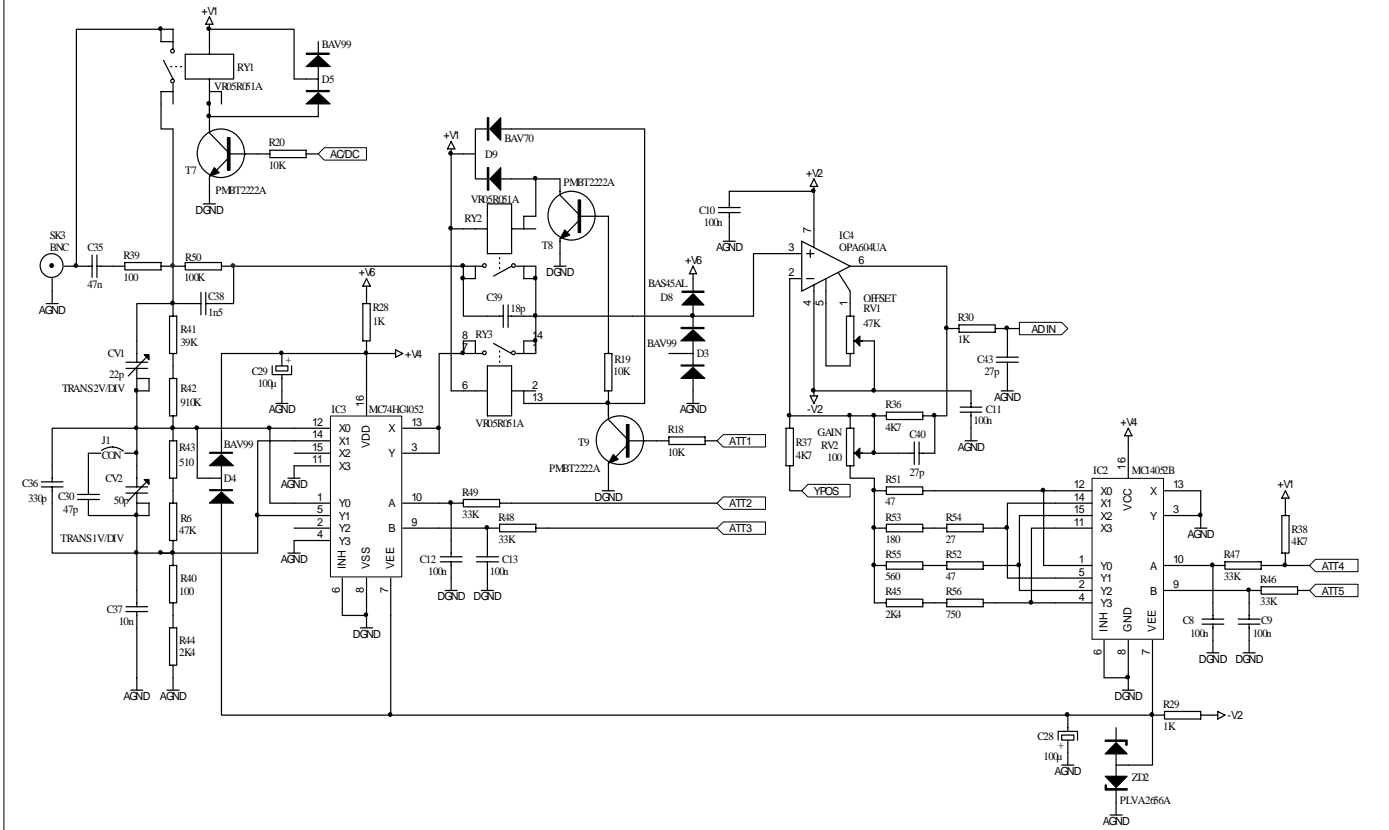 +V1
BAV99
RY1
D5
VR05R051A
R20
10K
AC/DC
T7
PMBT2222A
DGND
+V1
BAV70
D9
PMBT2222A
VR05R051A
RY2
T8
DGND
SK3
BNC
AGND
C35
47n
R39
100
R50
100K
C38
1n5
R41
39K
CV1
22p
TRANS2V/DIV
R42
910K
+V6
R28
1K
+V4
C29
+
100µ
AGND
C39
18p
RY3
8
7
14
6
2
13
VR05R051A
+V6
BAS45AL
D8
BAV99
D3
AGND
R19
10K
T9
PMBT2222A
DGND
R18
10K
ATT1
C10
100n
AGND
+V2
IC4
OPA604UA
7
3
+
2
−
6
4
5
1
OFFSET
RV1
47K
-V2
R30
1K
ADIN
C43
27p
AGND
C11
100n
AGND
R36
4K7
C40
27p
GAIN
RV2
100
R37
4K7
YPOS
J1
CON
C36
330p
C30
47p
CV2
50p
TRANS1V/DIV
R43
510
R6
47K
BAV99
D4
R40
100
C37
10n
R44
2K4
AGND
AGND
IC3
MC74HC4052
16
12
X0
14
X1
15
X2
11
X3
AGND
1
Y0
5
Y1
2
Y2
4
Y3
AGND
VDD
X
13
Y
3
A
10
B
9
INH
VSS
VEE
6
8
7
DGND
R49
33K
ATT2
R48
33K
ATT3
C12
100n
DGND
C13
100n
DGND
R51
47
R53
180
R54
27
R55
560
R52
47
R45
2K4
R56
750
+V4
IC2
MC14052B
16
12
X0
14
X1
15
X2
11
X3
1
Y0
5
Y1
2
Y2
4
Y3
VCC
X
13
Y
3
AGND
A
10
B
9
INH
GND
VEE
6
8
7
DGND
+V1
R38
4K7
R47
33K
ATT4
R46
33K
ATT5
C8
100n
DGND
C9
100n
DGND
R29
1K
-V2
C28
+
100µ
AGND
ZD2
PLVA2656A
AGND